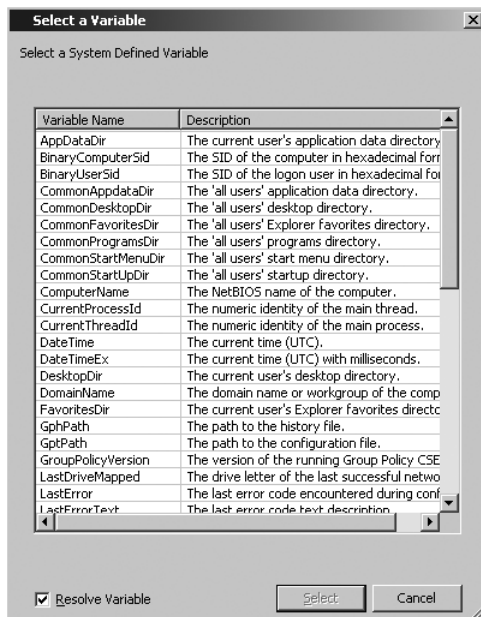 Select a Variable
Select a System Defined Variable
Variable Name Description
AppDataDir The current user's application data directory
BinaryComputerSid The SID of the computer in hexadecimal for
BinaryUserSid The SID of the logon user in hexadecimal fo
CommonAppdataDir The 'all users' application data directory.
CommonDesktopDir The 'all users' desktop directory.
CommonFavoritesDir The 'all users' Explorer favorites directory.
CommonProgramsDir The 'all users' programs directory.
CommonStartMenuDir The 'all users' start menu directory.
CommonStartUpDir The 'all users' startup directory.
ComputerName The NetBIOS name of the computer.
CurrentProcessId The numeric identity of the main thread.
CurrentThreadId The numeric identity of the main process.
DateTime The current time (UTC).
DateTimeEx The current time (UTC) with milliseconds.
DesktopDir The current user's desktop directory.
DomainName The domain name or workgroup of the comp
FavoritesDir The current user's Explorer favorites directo
GphPath The path to the history file.
GptPath The path to the configuration file.
GroupPolicyVersion The version of the running Group Policy CSE
LastDriveMapped The drive letter of the last successful netwo
LastError The last error code encountered during conf
LastErrorText The last error code text description
Resolve Variable Select Cancel